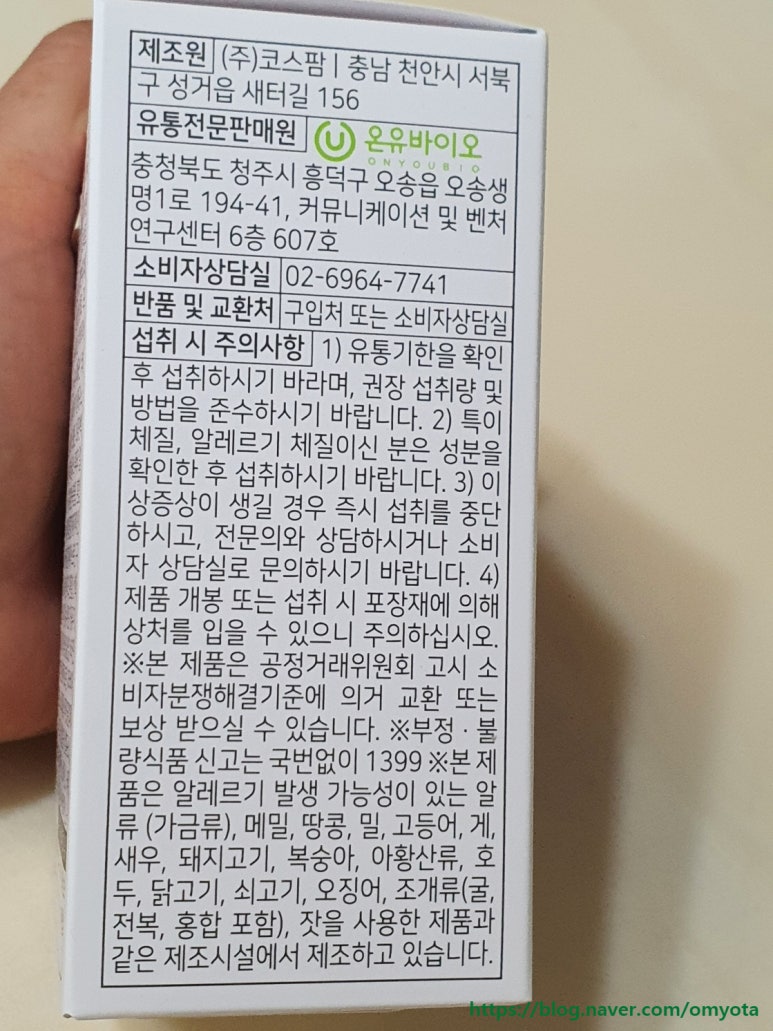 제조원 (주)코스팜 | 충남 천안시 서북
구 성거읍 새터길 156
유통전문판매원 온유바이오
ONYOUBIO
충청북도 청주시 흥덕구 오송읍 오송생
명1로 194-41, 커뮤니케이션 및 벤처
연구센터 6층 607호
소비자상담실 02-6964-7741
반품 및 교환처 구입처 또는 소비자상담실
섭취 시 주의사항 1) 유통기한을 확인
후 섭취하시기 바라며, 권장 섭취량 및
방법을 준수하시기 바랍니다. 2) 특이
체질, 알레르기 체질이신 분은 성분을
확인한 후 섭취하시기 바랍니다. 3) 이
상증상이 생길 경우 즉시 섭취를 중단
하시고, 전문의와 상담하시거나 소비
자 상담실로 문의하시기 바랍니다. 4)
제품 개봉 또는 섭취 시 포장재에 의해
상처를 입을 수 있으니 주의하십시오.
※본 제품은 공정거래위원회 고시 소
비자분쟁해결기준에 의거 교환 또는
보상 받으실 수 있습니다. ※부정 · 불
량식품 신고는 국번없이 1399 ※본 제
품은 알레르기 발생 가능성이 있는 알
류 (가금류), 메밀, 땅콩, 밀, 고등어, 게,
새우, 돼지고기, 복숭아, 아황산류, 호
두, 닭고기, 쇠고기, 오징어, 조개류(굴,
전복, 홍합 포함), 잣을 사용한 제품과
같은 제조시설에서 제조하고 있습니다.
https://blog.naver.com/omyota